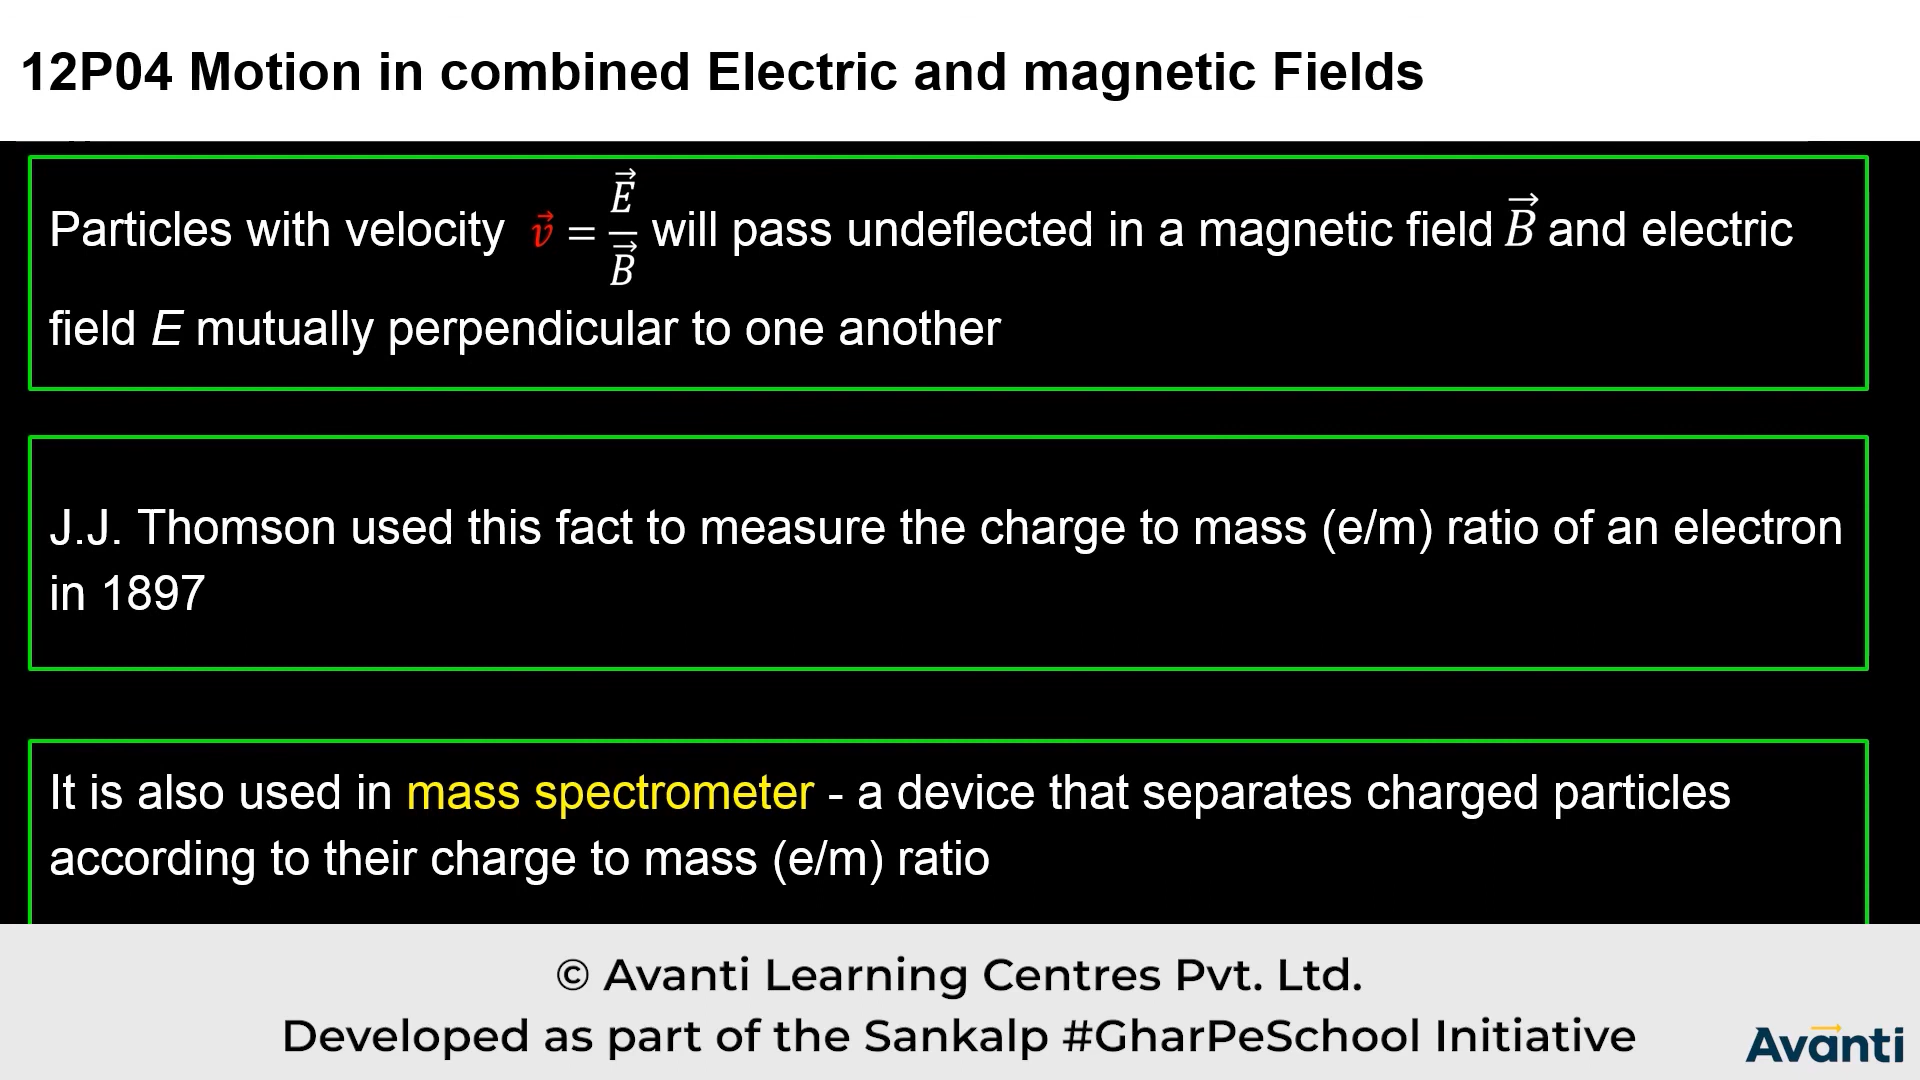 12P04 Motion in combined Electric and magnetic Fields
Particles with velocity v⃗ = E⃗/B⃗ will pass undeflected in a magnetic field B⃗ and electric
field E mutually perpendicular to one another
J.J. Thomson used this fact to measure the charge to mass (e/m) ratio of an electron
in 1897
It is also used in mass spectrometer - a device that separates charged particles
according to their charge to mass (e/m) ratio
© Avanti Learning Centres Pvt. Ltd.
Developed as part of the Sankalp #GharPeSchool Initiative
Avanti